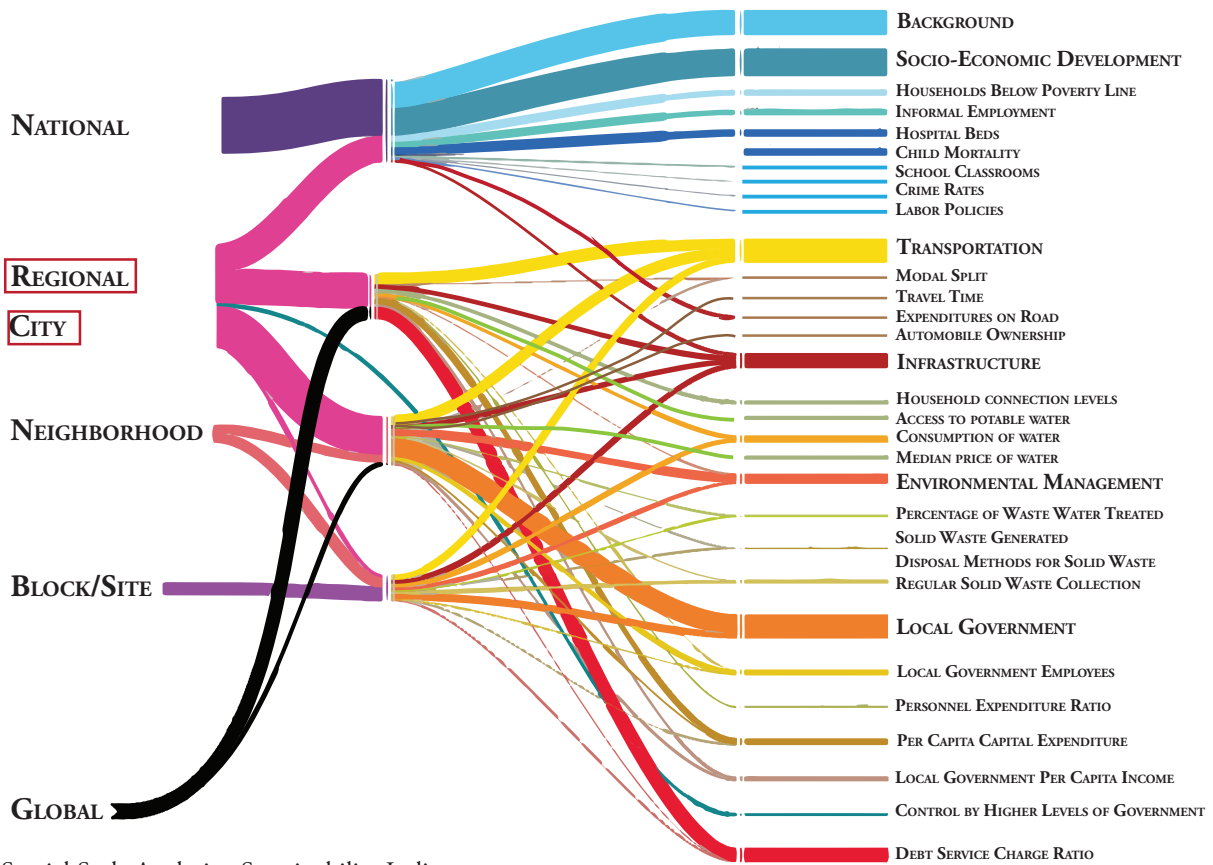 National
Regional
City
Neighborhood
Block/Site
Global
Background
Socio-Economic Development
Households Below Poverty Line
Informal Employment
Hospital Beds
Child Mortality
School Classrooms
Crime Rates
Labor Policies
Transportation
Modal Split
Travel Time
Expenditures on Road
Automobile Ownership
Infrastructure
Household connection levels
Access to potable water
Consumption of water
Median price of water
Environmental Management
Percentage of Waste Water Treated
Solid Waste Generated
Disposal Methods for Solid Waste
Regular Solid Waste Collection
Local Government
Local Government Employees
Personnel Expenditure Ratio
Per Capita Capital Expenditure
Local Government Per Capita Income
Control by Higher Levels of Government
Debt Service Charge Ratio